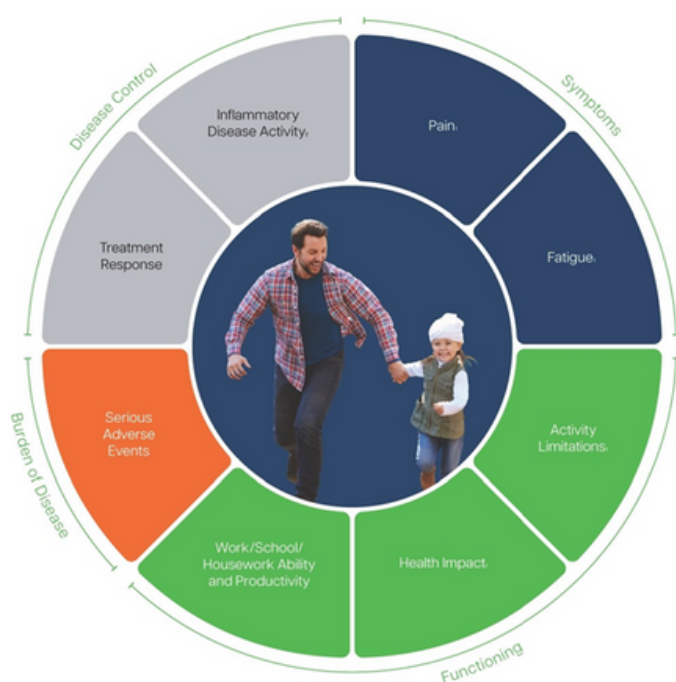 Disease Control
Symptoms
Inflammatory
Disease Activity
Pain
Treatment
Response
Fatigue
Serious
Adverse
Events
Activity
Limitations
Burden of Disease
Work/School/
Housework Ability
and Productivity
Health Impact
Functioning